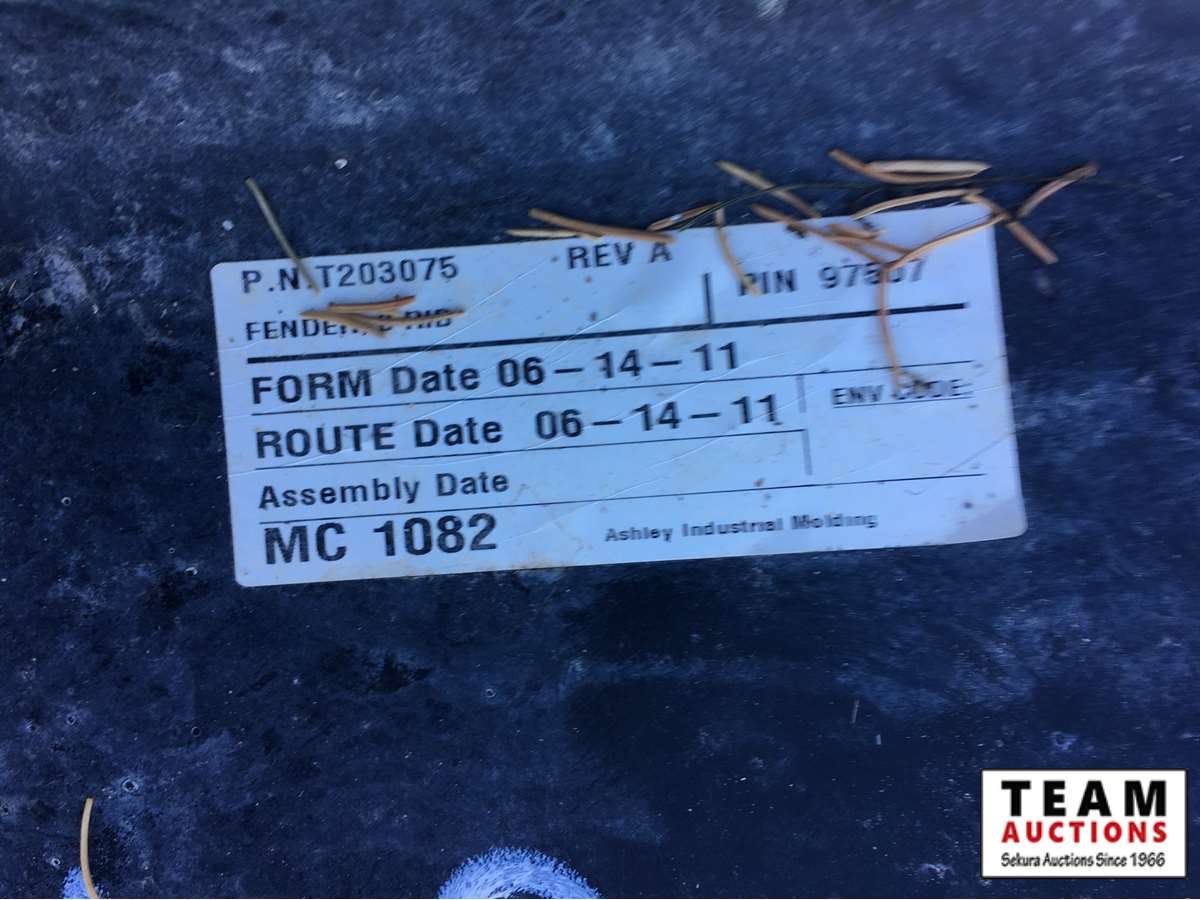 P.N. T203075 REV A
PIN
FENDER,
FORM Date 06-14-11
ROUTE Date 06-14-11 ENV CODE:
Assembly Date
MC 1082 Ashley Industrial Molding
TEAM
AUCTIONS
Sekura Auctions Since 1966